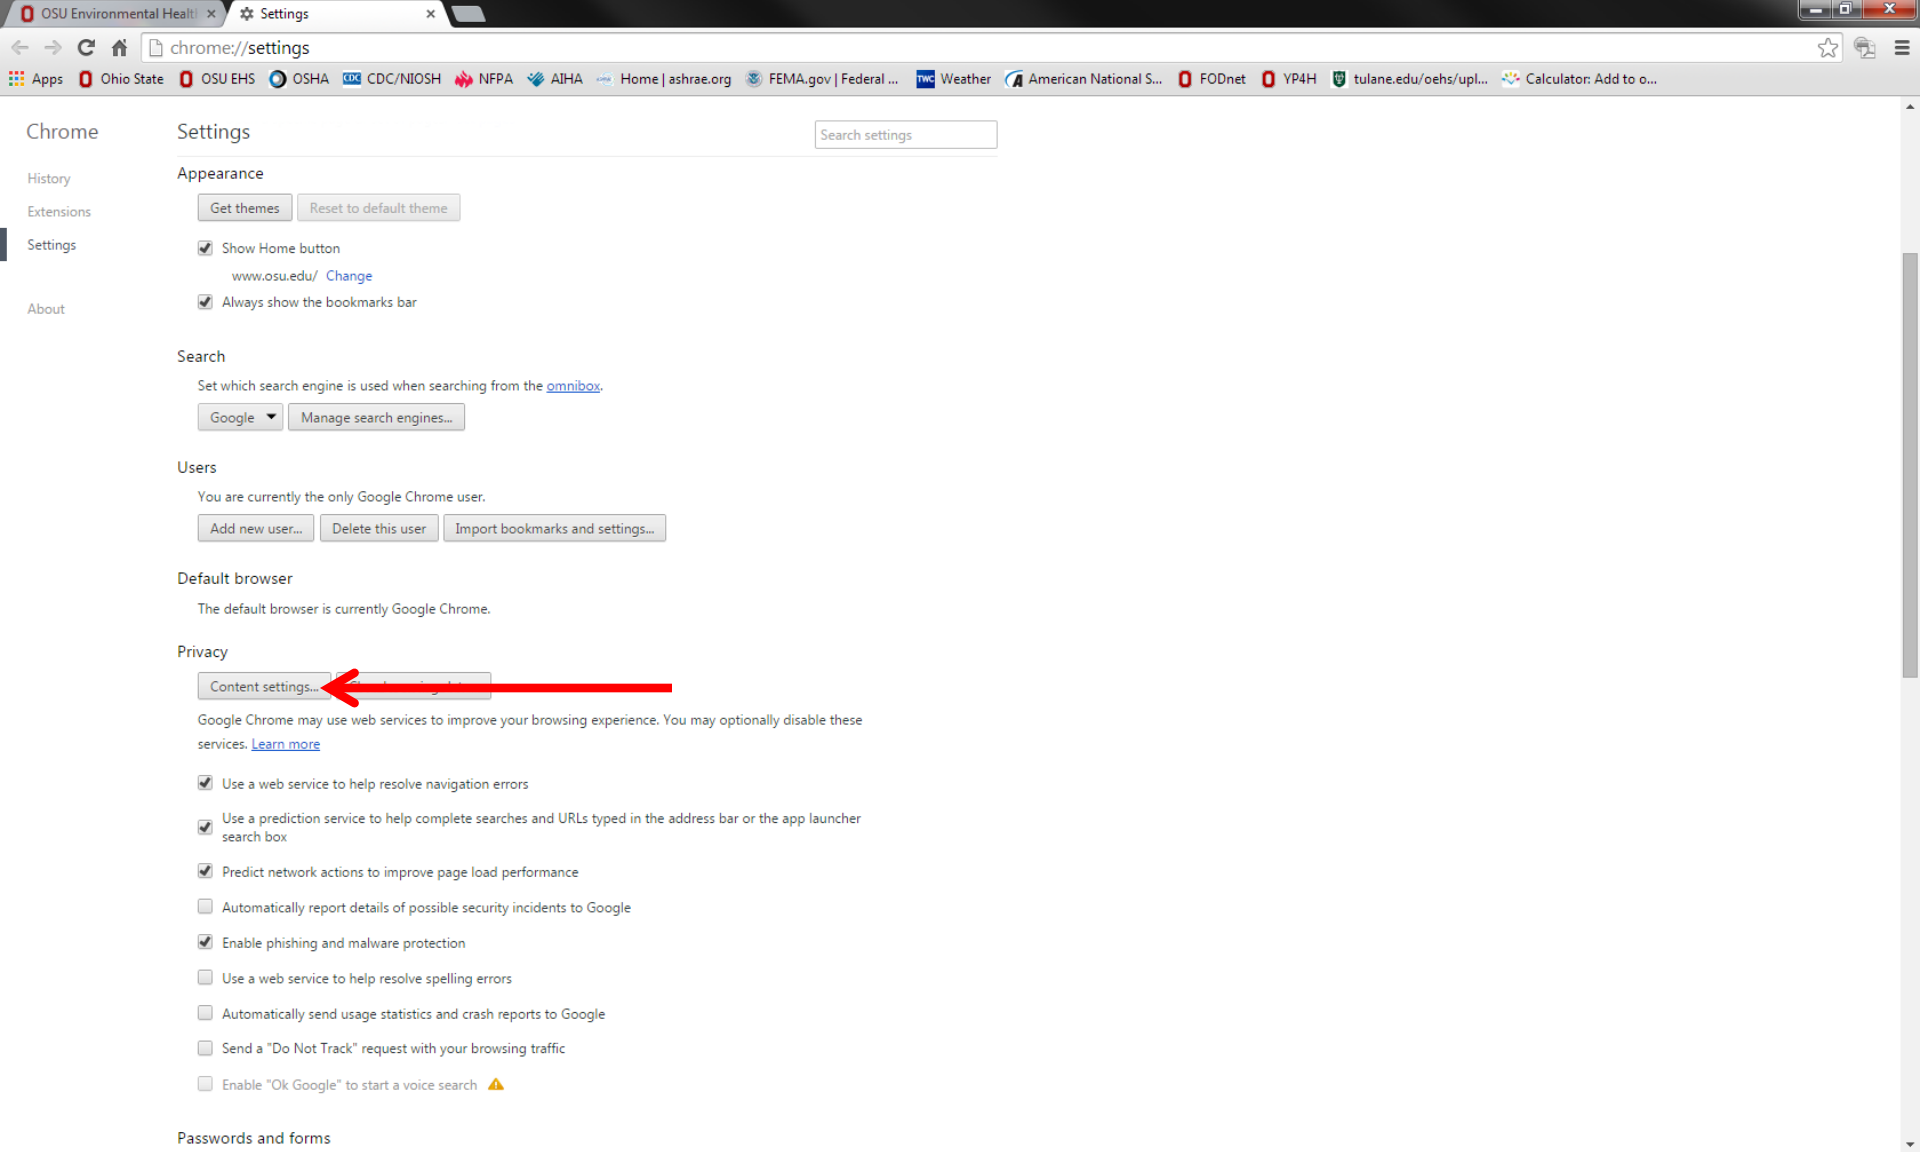 OSU Environmental Healt
Settings
chrome://settings
Apps Ohio State OSU EHS OSHA CDC CDC/NIOSH NFPA AIHA Home | ashrae.org FEMA.gov | Federal ... TWC Weather American National S... FODnet YP4H tulane.edu/oehs/upl... Calculator: Add to o...
Chrome
Settings
Search settings
History
Extensions
Settings
About
Appearance
Get themes
Reset to default theme
Show Home button
www.osu.edu/ Change
Always show the bookmarks bar
Search
Set which search engine is used when searching from the omnibox.
Google
Manage search engines...
Users
You are currently the only Google Chrome user.
Add new user...
Delete this user
Import bookmarks and settings...
Default browser
The default browser is currently Google Chrome.
Privacy
Content settings...
Google Chrome may use web services to improve your browsing experience. You may optionally disable these
services. Learn more
Use a web service to help resolve navigation errors
Use a prediction service to help complete searches and URLs typed in the address bar or the app launcher
search box
Predict network actions to improve page load performance
Automatically report details of possible security incidents to Google
Enable phishing and malware protection
Use a web service to help resolve spelling errors
Automatically send usage statistics and crash reports to Google
Send a "Do Not Track" request with your browsing traffic
Enable "Ok Google" to start a voice search
Passwords and forms